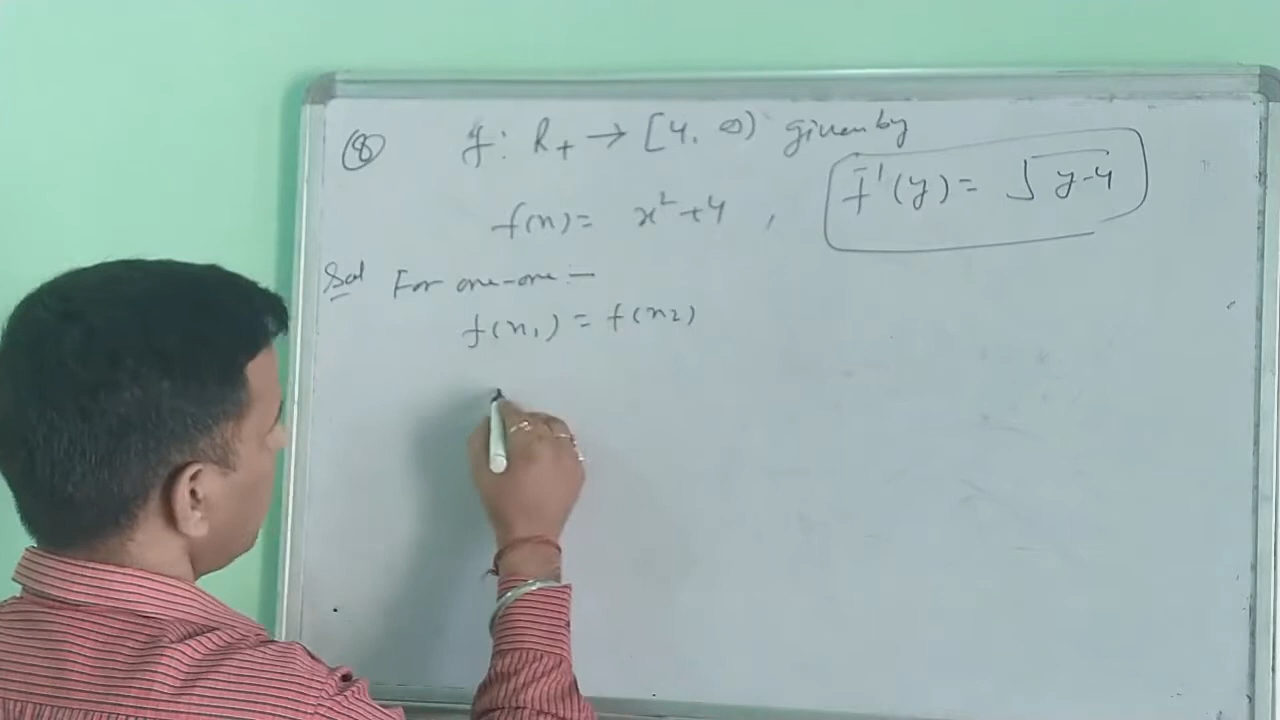 ⑧ f: R₊ → [4, ∞) given by
f(x) = x² + 4 , f⁻¹(y) = √(y-4)
Sol For one-one :-
f(x₁) = f(x₂)